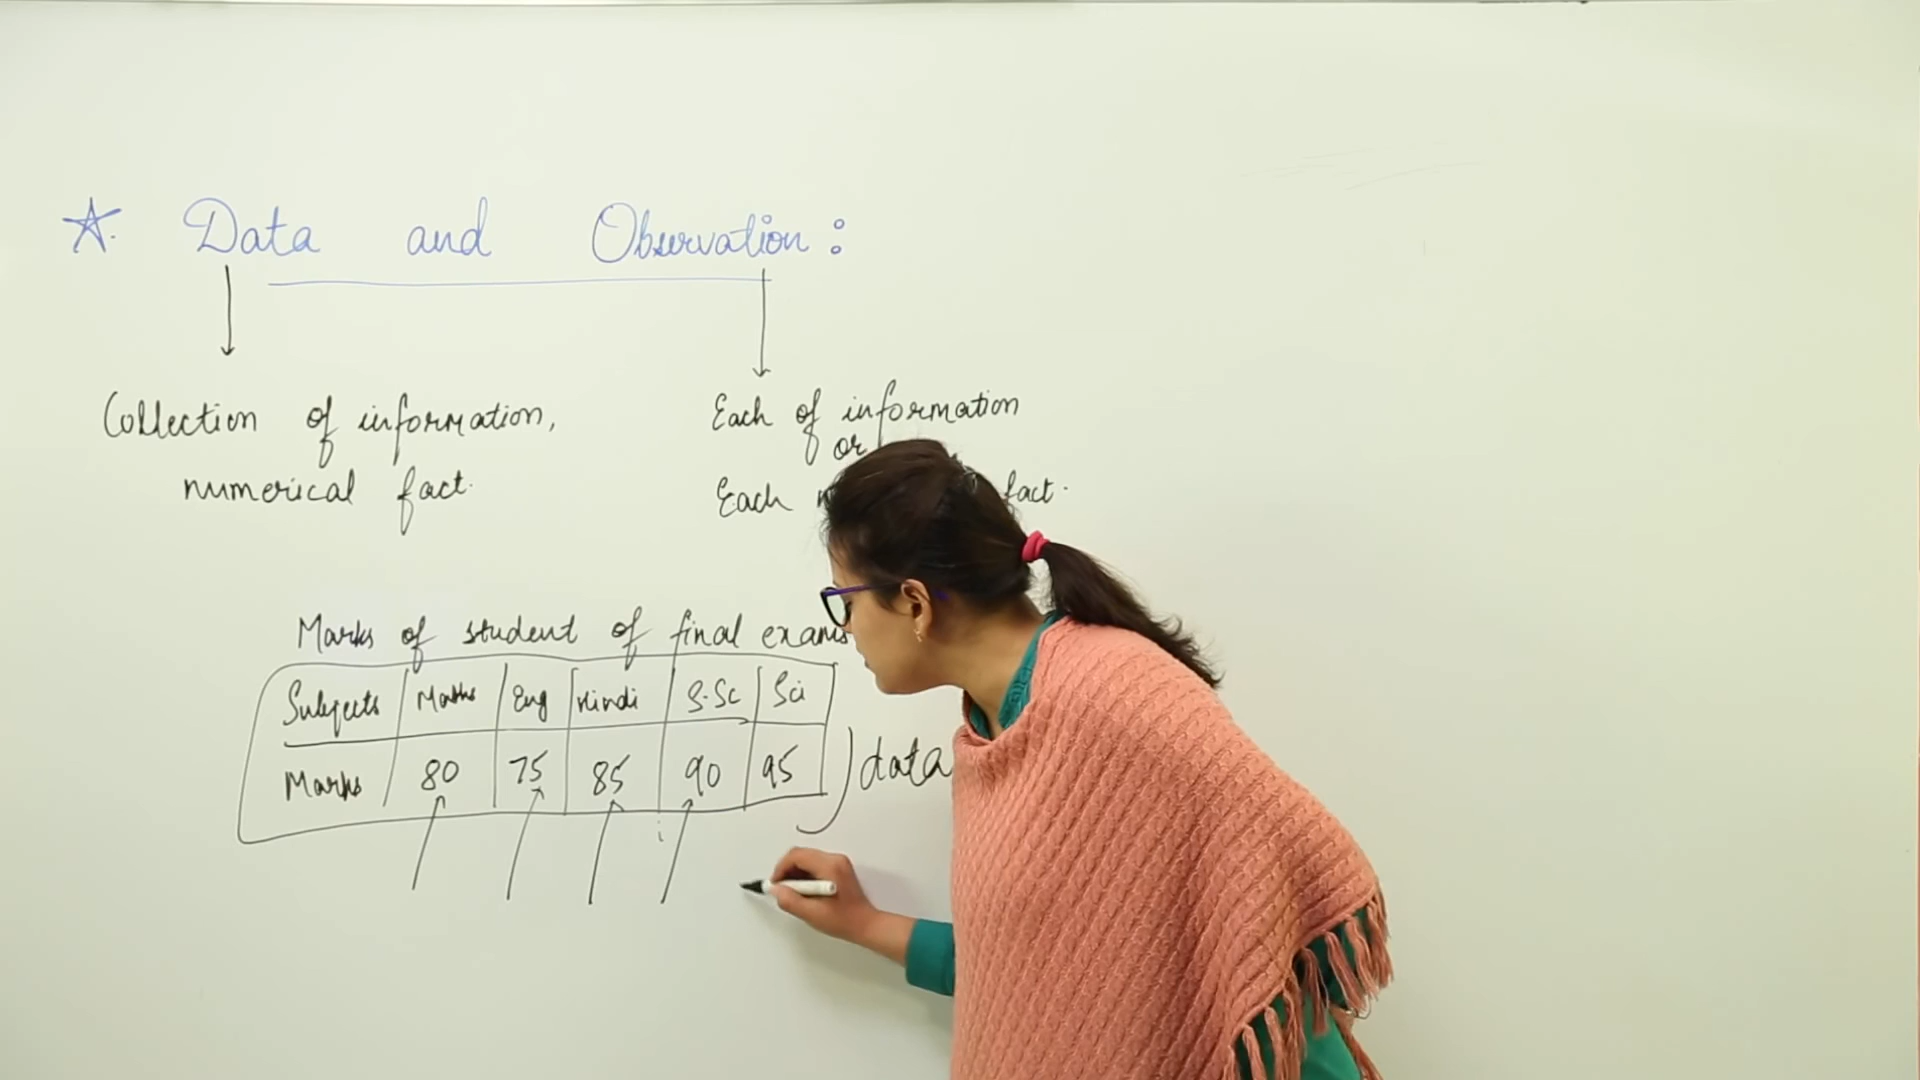 ☆. Data and Observation :
Collection of information,
numerical fact.
Each of information
or
Each fact.
Marks of student of final exams
Subjects Maths Eng Hindi S.Sc Sci
Marks 80 75 85 90 95
data